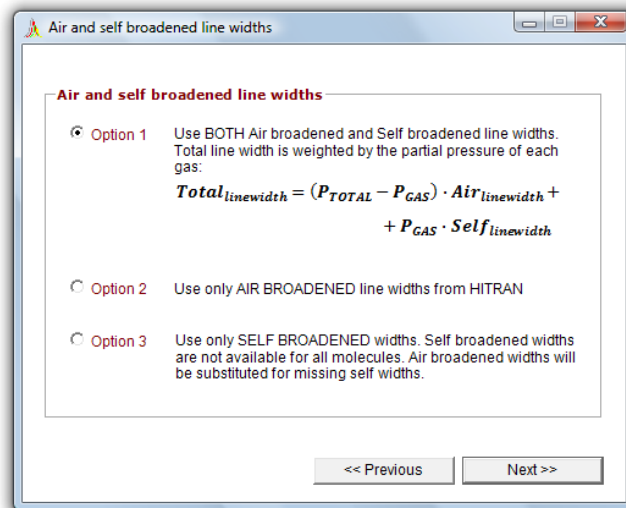 Air and self broadened line widths
Air and self broadened line widths
Option 1
Use BOTH Air broadened and Self broadened line widths.
Total line width is weighted by the partial pressure of each
gas:
Total_linewidth = (P_TOTAL − P_GAS) · Air_linewidth +
+ P_GAS · Self_linewidth
Option 2
Use only AIR BROADENED line widths from HITRAN
Option 3
Use only SELF BROADENED widths. Self broadened widths
are not available for all molecules. Air broadened widths will
be substituted for missing self widths.
<< Previous
Next >>